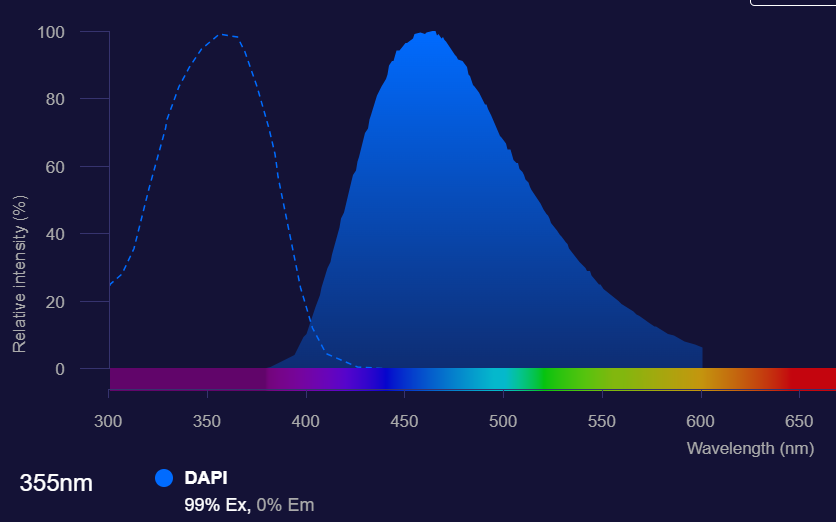 100
80
60
40
20
0
Relative intensity (%)
300 350 400 450 500 550 600 650
Wavelength (nm)
355nm
DAPI
99% Ex, 0% Em